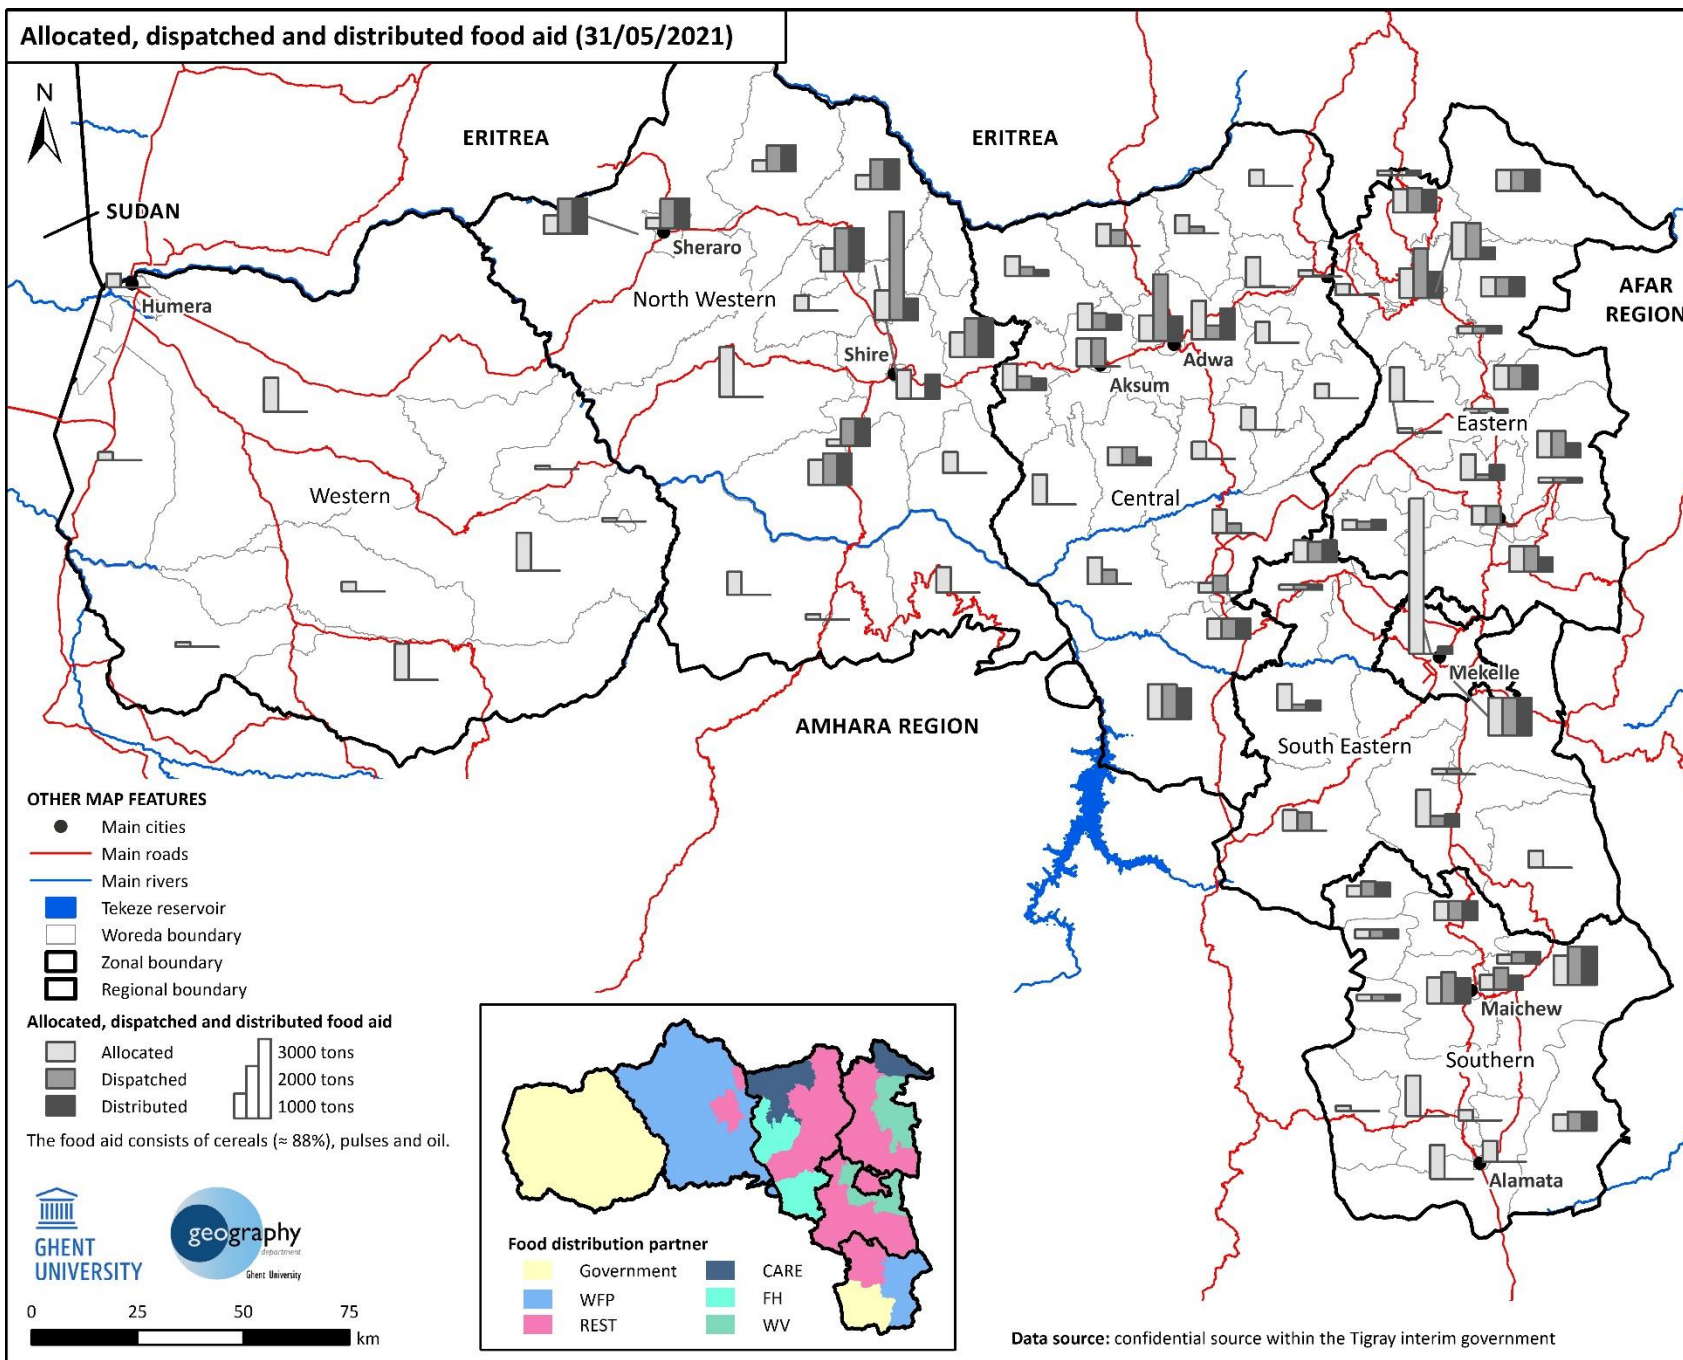 Allocated, dispatched and distributed food aid (31/05/2021)
N
ERITREA
ERITREA
SUDAN
Sheraro
Humera
North Western
AFAR
REGION
Shire
Adwa
Aksum
Eastern
Western
Central
Mekelle
AMHARA REGION
South Eastern
Maichew
Southern
Alamata
OTHER MAP FEATURES
Main cities
Main roads
Main rivers
Tekeze reservoir
Woreda boundary
Zonal boundary
Regional boundary
Allocated, dispatched and distributed food aid
Allocated
3000 tons
Dispatched
2000 tons
Distributed
1000 tons
The food aid consists of cereals (≈ 88%), pulses and oil.
GHENT
UNIVERSITY
geography
department
Ghent University
0 25 50 75
km
Food distribution partner
Government
CARE
WFP
FH
REST
WV
Data source: confidential source within the Tigray interim government